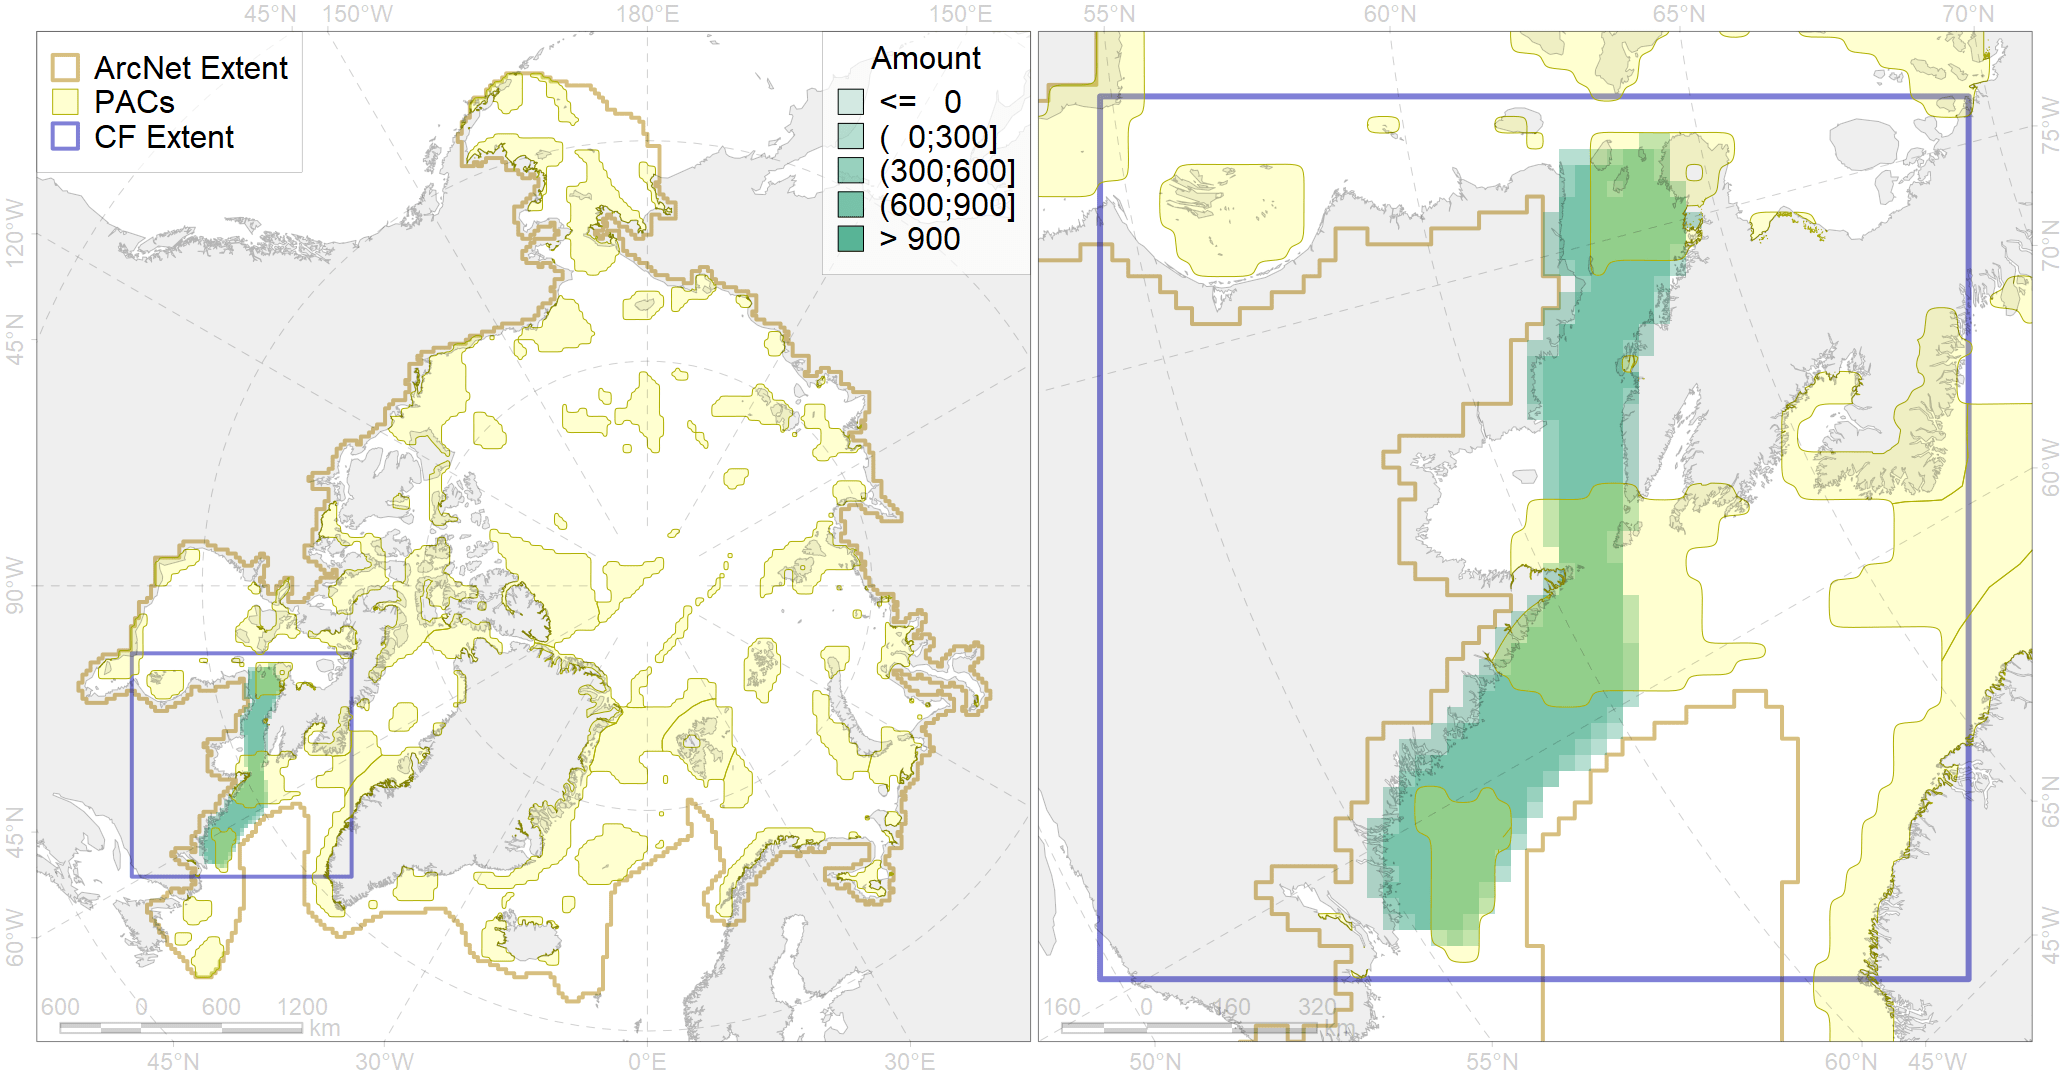 45°N 150°W 180°E 150°E 55°N 60°N 65°N 70°N
ArcNet Extent
PACs
CF Extent
Amount
<= 0
( 0;300]
(300;600]
(600;900]
> 900
120°W
45°N
90°W
45°N
60°W
75°W
70°N
60°W
65°N
45°W
600 0 600 1200
km
160 0 160 320
km
45°N 30°W 0°E 30°E 50°N 55°N 60°N 45°W